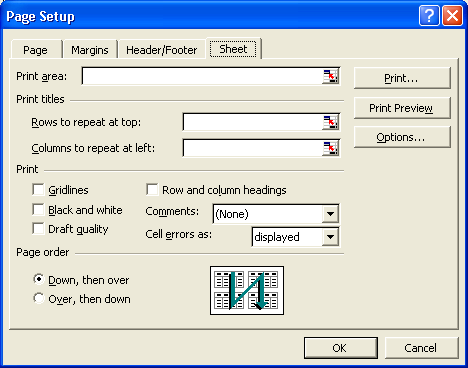 Page Setup
Page Margins Header/Footer Sheet
Print area:
Print...
Print titles
Print Preview
Rows to repeat at top:
Options...
Columns to repeat at left:
Print
Gridlines
Row and column headings
Black and white
Comments: (None)
Draft quality
Cell errors as: displayed
Page order
Down, then over
Over, then down
OK Cancel